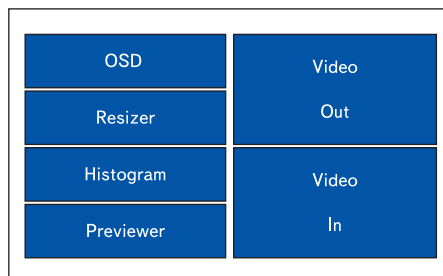 OSD
Resizer
Histogram
Previewer
Video
Out
Video
In